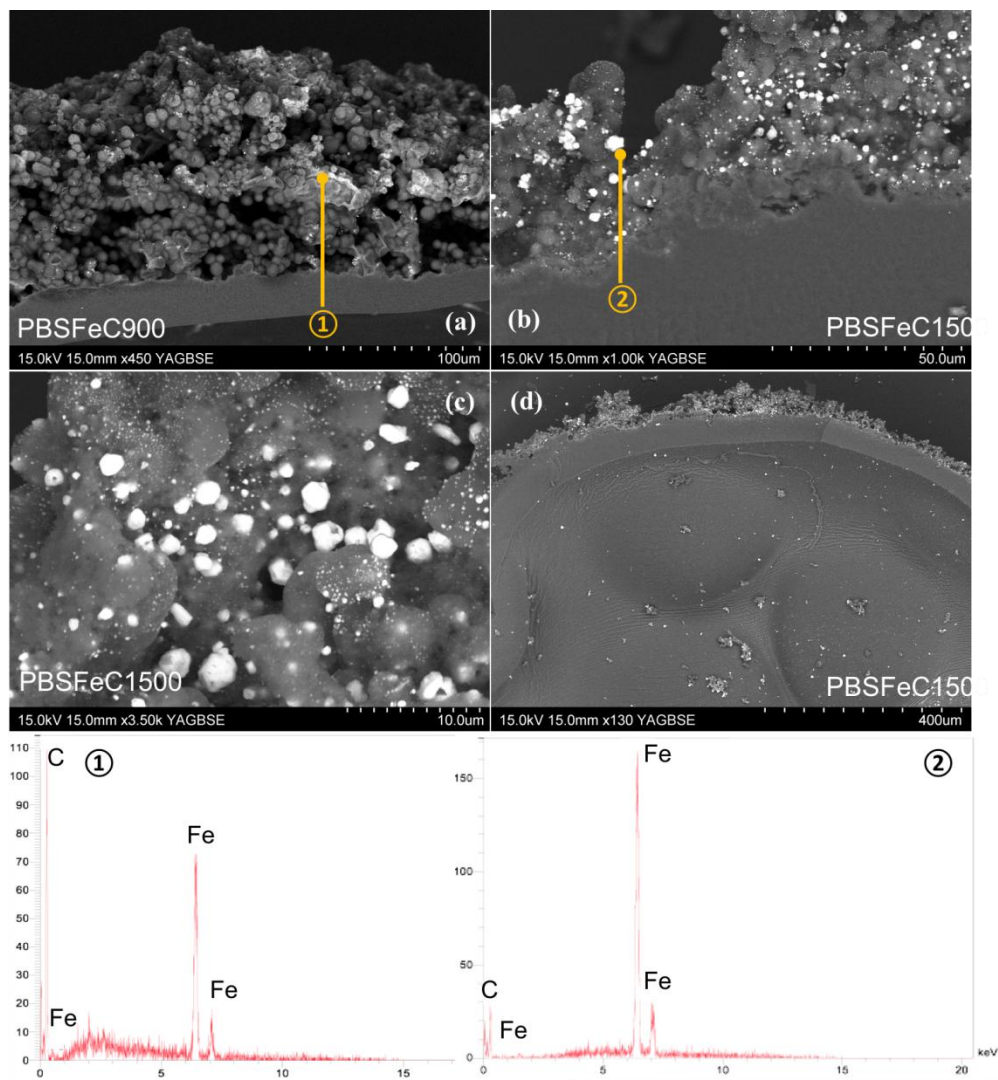 PBSFeC900
①
(a)
15.0kV 15.0mm x450 YAGBSE
100um
②
(b)
PBSFeC1500
15.0kV 15.0mm x1.00k YAGBSE
50.0um
(c)
PBSFeC1500
15.0kV 15.0mm x3.50k YAGBSE
10.0um
(d)
PBSFeC1500
15.0kV 15.0mm x130 YAGBSE
400um
①
110
100
90
80
70
60
50
40
30
20
10
0
C
Fe
Fe
Fe
0
5
10
15
②
150
100
50
0
C
Fe
Fe
Fe
0
5
10
15
20
keV